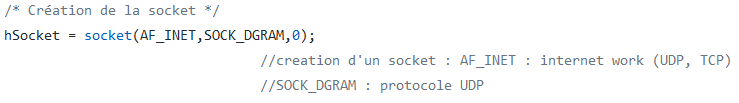 /* Création de la socket */
hSocket = socket(AF_INET,SOCK_DGRAM,0);
//creation d'un socket : AF_INET : internet work (UDP, TCP)
//SOCK_DGRAM : protocole UDP